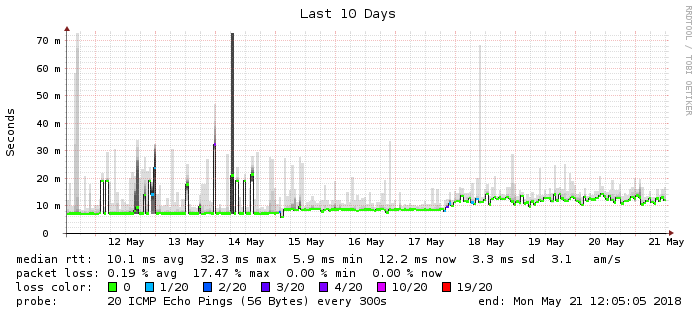 Last 10 Days
RRDTOOL / TOBI OETIKER
Seconds
70 m
60 m
50 m
40 m
30 m
20 m
10 m
0
12 May 13 May 14 May 15 May 16 May 17 May 18 May 19 May 20 May 21 May
median rtt: 10.1 ms avg 32.3 ms max 5.9 ms min 12.2 ms now 3.3 ms sd 3.1 am/s
packet loss: 0.19 % avg 17.47 % max 0.00 % min 0.00 % now
loss color: 0 1/20 2/20 3/20 4/20 10/20 19/20
probe: 20 ICMP Echo Pings (56 Bytes) every 300s end: Mon May 21 12:05:05 2018